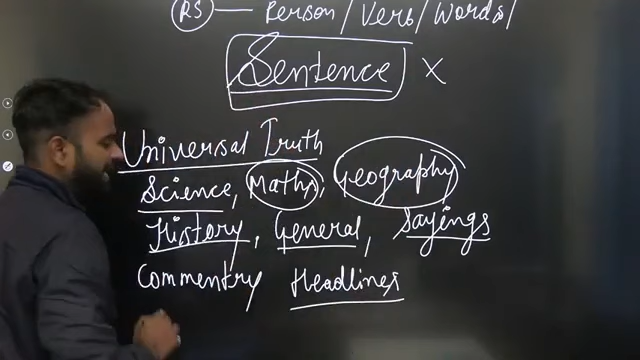 RS — Person/Verb/Words/
Sentence ×
Universal Truth
Science, Maths, Geography
History, General, Sayings
Commentry Headlines